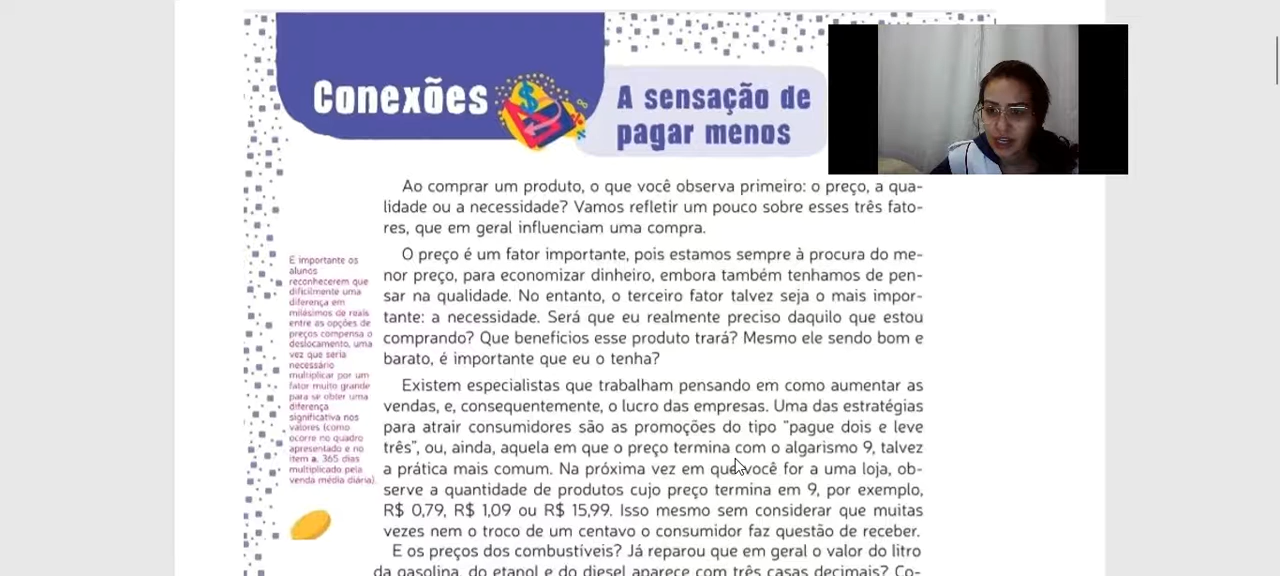 Conexões
A sensação de
pagar menos
Ao comprar um produto, o que você observa primeiro: o preço, a qua-
lidade ou a necessidade? Vamos refletir um pouco sobre esses três fato-
res, que em geral influenciam uma compra.
O preço é um fator importante, pois estamos sempre à procura do me-
nor preço, para economizar dinheiro, embora também tenhamos de pen-
sar na qualidade. No entanto, o terceiro fator talvez seja o mais impor-
tante: a necessidade. Será que eu realmente preciso daquilo que estou
comprando? Que benefícios esse produto trará? Mesmo ele sendo bom e
barato, é importante que eu o tenha?
Existem especialistas que trabalham pensando em como aumentar as
vendas, e, consequentemente, o lucro das empresas. Uma das estratégias
para atrair consumidores são as promoções do tipo "pague dois e leve
três", ou, ainda, aquela em que o preço termina com o algarismo 9, talvez
a prática mais comum. Na próxima vez em que você for a uma loja, ob-
serve a quantidade de produtos cujo preço termina em 9, por exemplo,
R$ 0,79, R$ 1,09 ou R$ 15,99. Isso mesmo sem considerar que muitas
vezes nem o troco de um centavo o consumidor faz questão de receber.
E os preços dos combustíveis? Já reparou que em geral o valor do litro
da gasolina, do etanol e do diesel aparece com três casas decimais? Co-
É importante os
alunos
reconhecerem que
dificilmente uma
diferença em
milésimos de reais
entre as opções de
preços compensa o
deslocamento, uma
vez que seria
necessário
multiplicar por um
fator muito grande
para se obter uma
diferença
significativa nos
valores (como
ocorre no quadro
apresentado e no
item a, 365 dias
multiplicado pela
venda média diária).